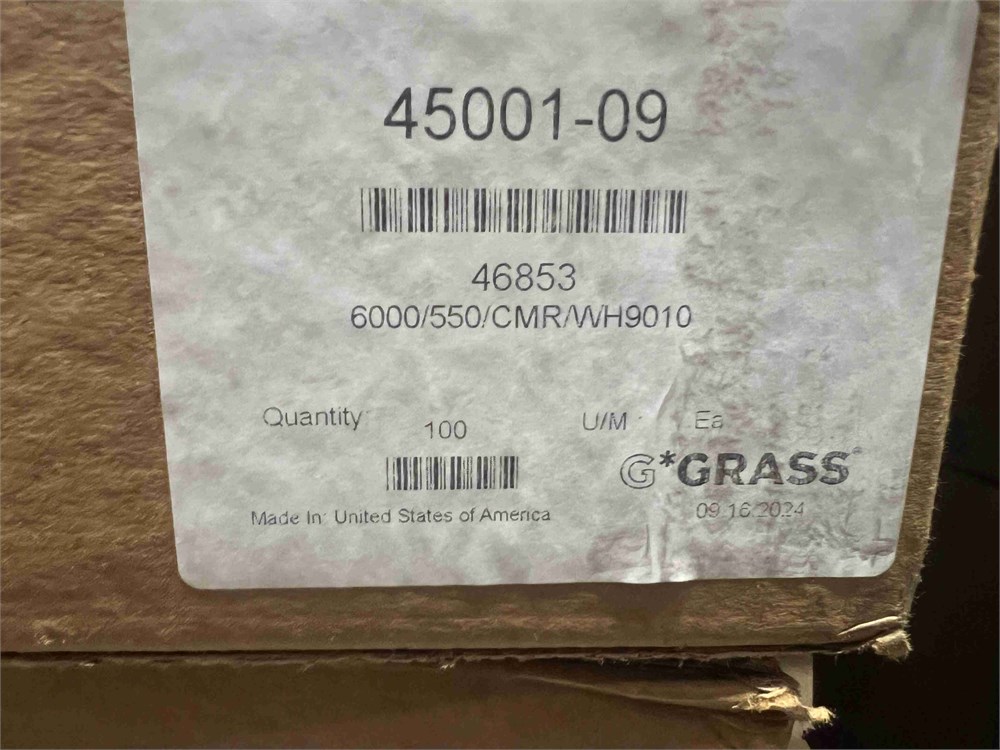 45001-09
46853
6000/550/CMR/WH9010
Quantity 100 U/M Ea
G*GRASS
Made In: United States of America 09.16.2024